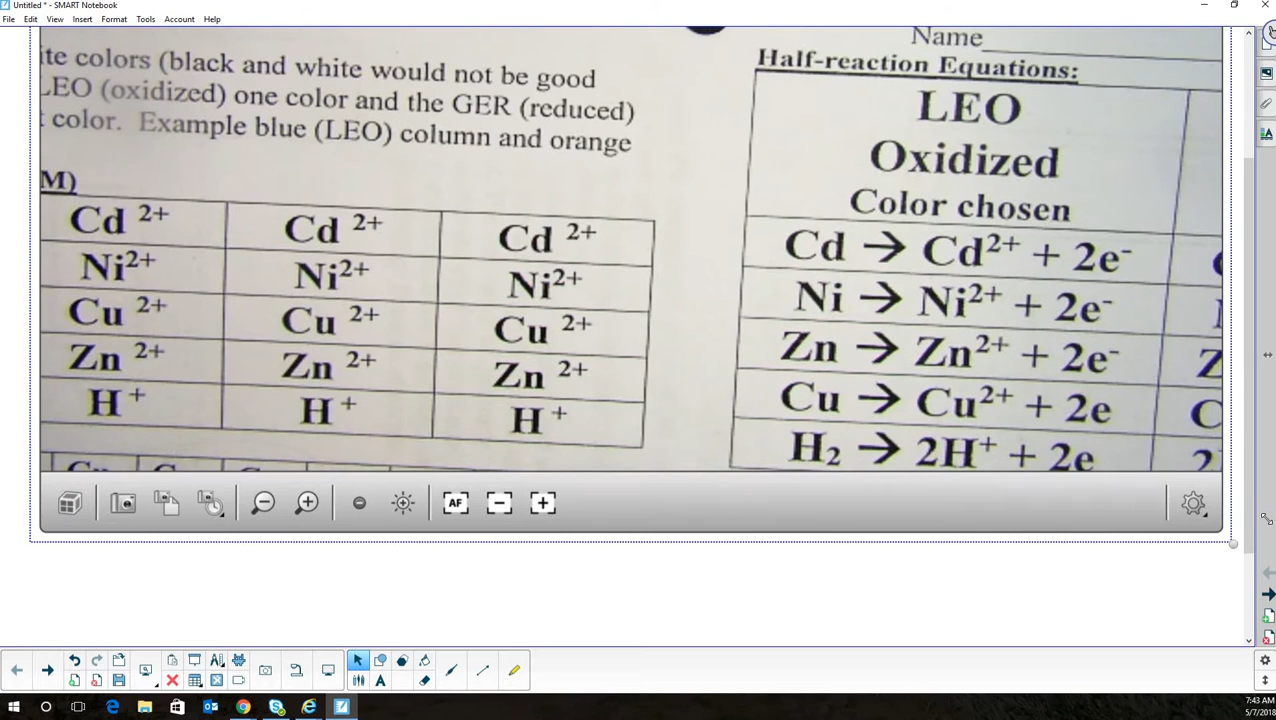 Untitled * - SMART Notebook
File Edit View Insert Format Tools Account Help
ite colors (black and white would not be good
LEO (oxidized) one color and the GER (reduced)
t color. Example blue (LEO) column and orange
M)
Cd 2+ Cd 2+ Cd 2+
Ni2+ Ni2+ Ni2+
Cu 2+ Cu 2+ Cu 2+
Zn 2+ Zn 2+ Zn 2+
H + H + H +
Name
Half-reaction Equations:
LEO
Oxidized
Color chosen
Cd → Cd2+ + 2e-
Ni → Ni2+ + 2e-
Zn → Zn2+ + 2e- Z
Cu → Cu2+ + 2e C
H2 → 2H+ + 2e 2
AF
7:43 AM
5/7/2018